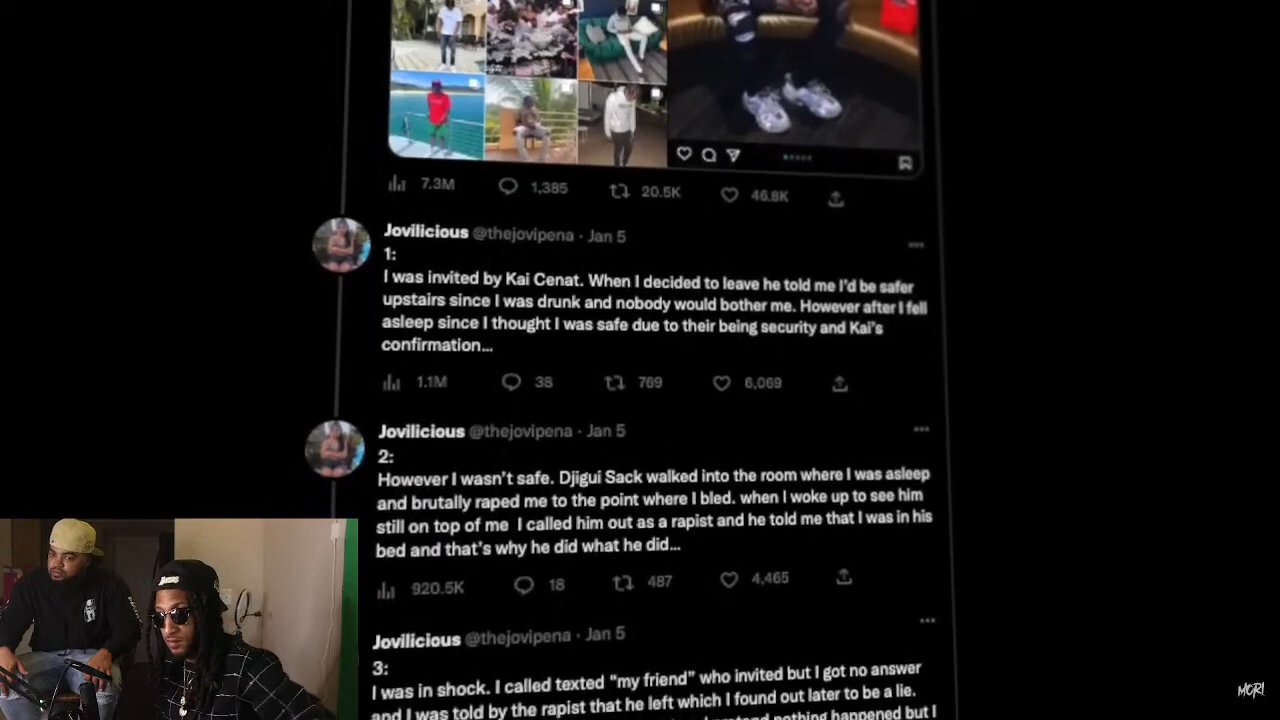 7.3M 1,385 20.5K 46.8K
Jovilicious @thejovipena · Jan 5
1:
I was invited by Kai Cenat. When I decided to leave he told me I'd be safer
upstairs since I was drunk and nobody would bother me. However after I fell
asleep since I thought I was safe due to their being security and Kai's
confirmation...
1.1M 38 769 6,069
Jovilicious @thejovipena · Jan 5
2:
However I wasn't safe. Djigui Sack walked into the room where I was asleep
and brutally raped me to the point where I bled. when I woke up to see him
still on top of me I called him out as a rapist and he told me that I was in his
bed and that's why he did what he did...
920.5K 18 487 4,465
Jovilicious @thejovipena · Jan 5
3:
I was in shock. I called texted "my friend" who invited but I got no answer
and I was told by the rapist that he left which I found out later to be a lie.
nothing happened but I
MORI